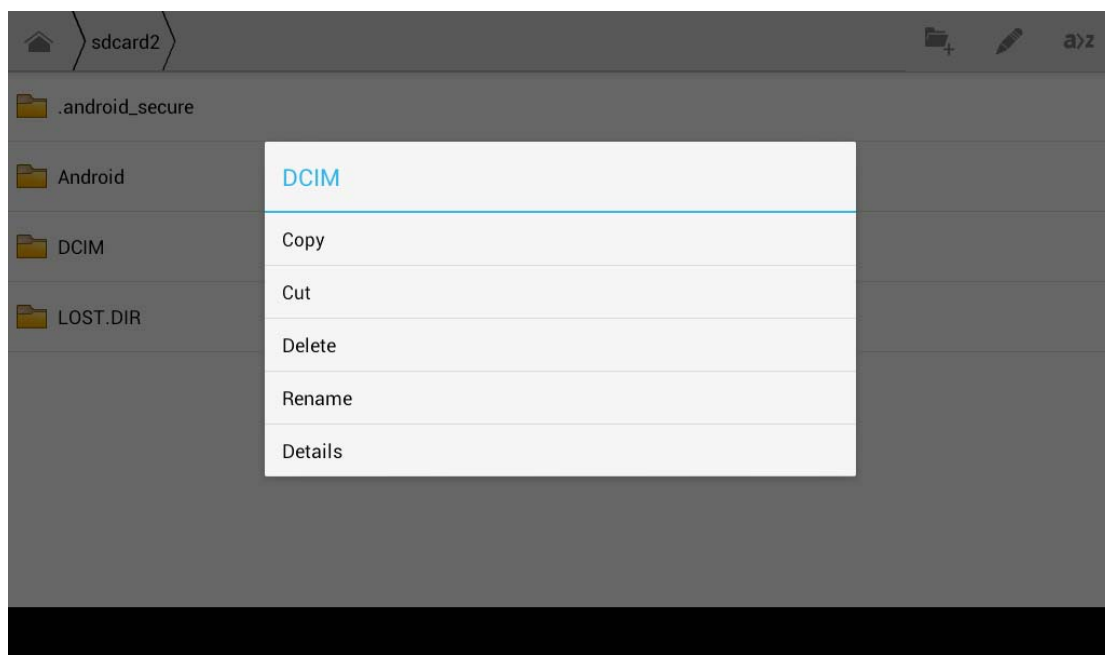 sdcard2
a>z
.android_secure
Android
DCIM
LOST.DIR
DCIM
Copy
Cut
Delete
Rename
Details